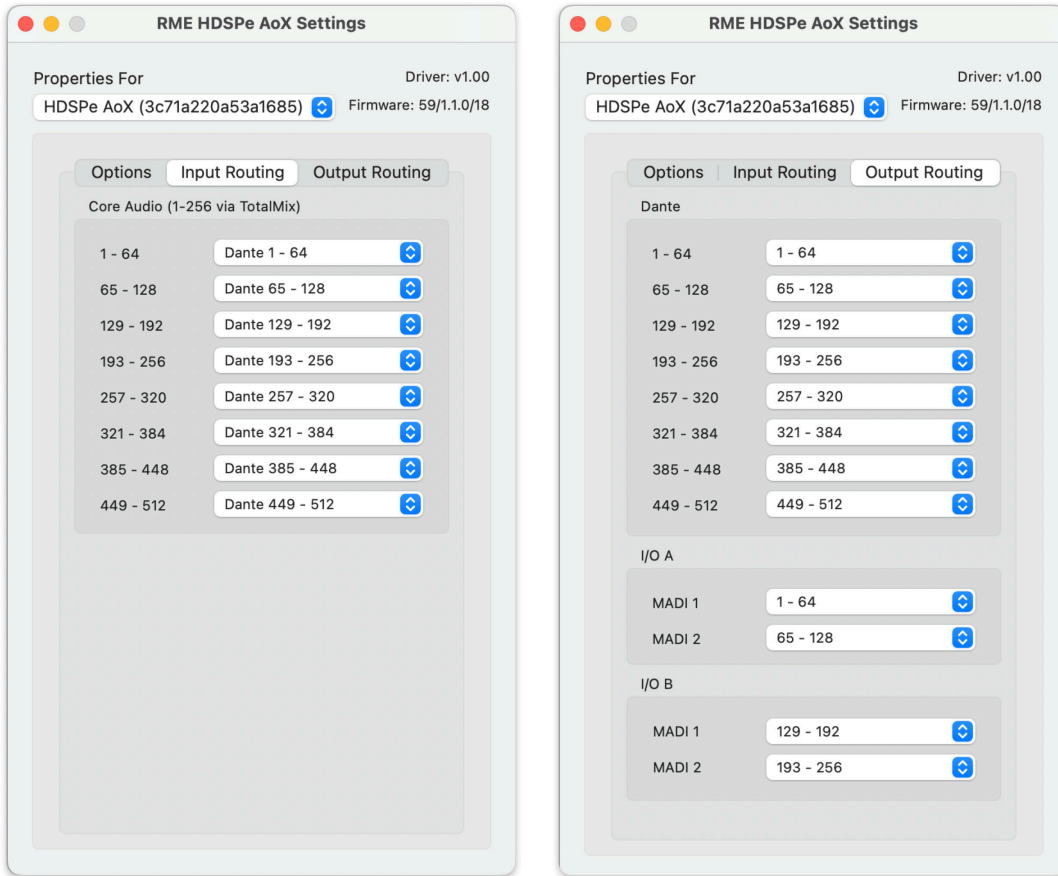 RME HDSPe AoX Settings
Properties For
Driver: v1.00
HDSPe AoX (3c71a220a53a1685)
Firmware: 59/1.1.0/18
Options Input Routing Output Routing
Core Audio (1-256 via TotalMix)
1 - 64 Dante 1 - 64
65 - 128 Dante 65 - 128
129 - 192 Dante 129 - 192
193 - 256 Dante 193 - 256
257 - 320 Dante 257 - 320
321 - 384 Dante 321 - 384
385 - 448 Dante 385 - 448
449 - 512 Dante 449 - 512
RME HDSPe AoX Settings
Properties For
Driver: v1.00
HDSPe AoX (3c71a220a53a1685)
Firmware: 59/1.1.0/18
Options Input Routing Output Routing
Dante
1 - 64 1 - 64
65 - 128 65 - 128
129 - 192 129 - 192
193 - 256 193 - 256
257 - 320 257 - 320
321 - 384 321 - 384
385 - 448 385 - 448
449 - 512 449 - 512
I/O A
MADI 1 1 - 64
MADI 2 65 - 128
I/O B
MADI 1 129 - 192
MADI 2 193 - 256